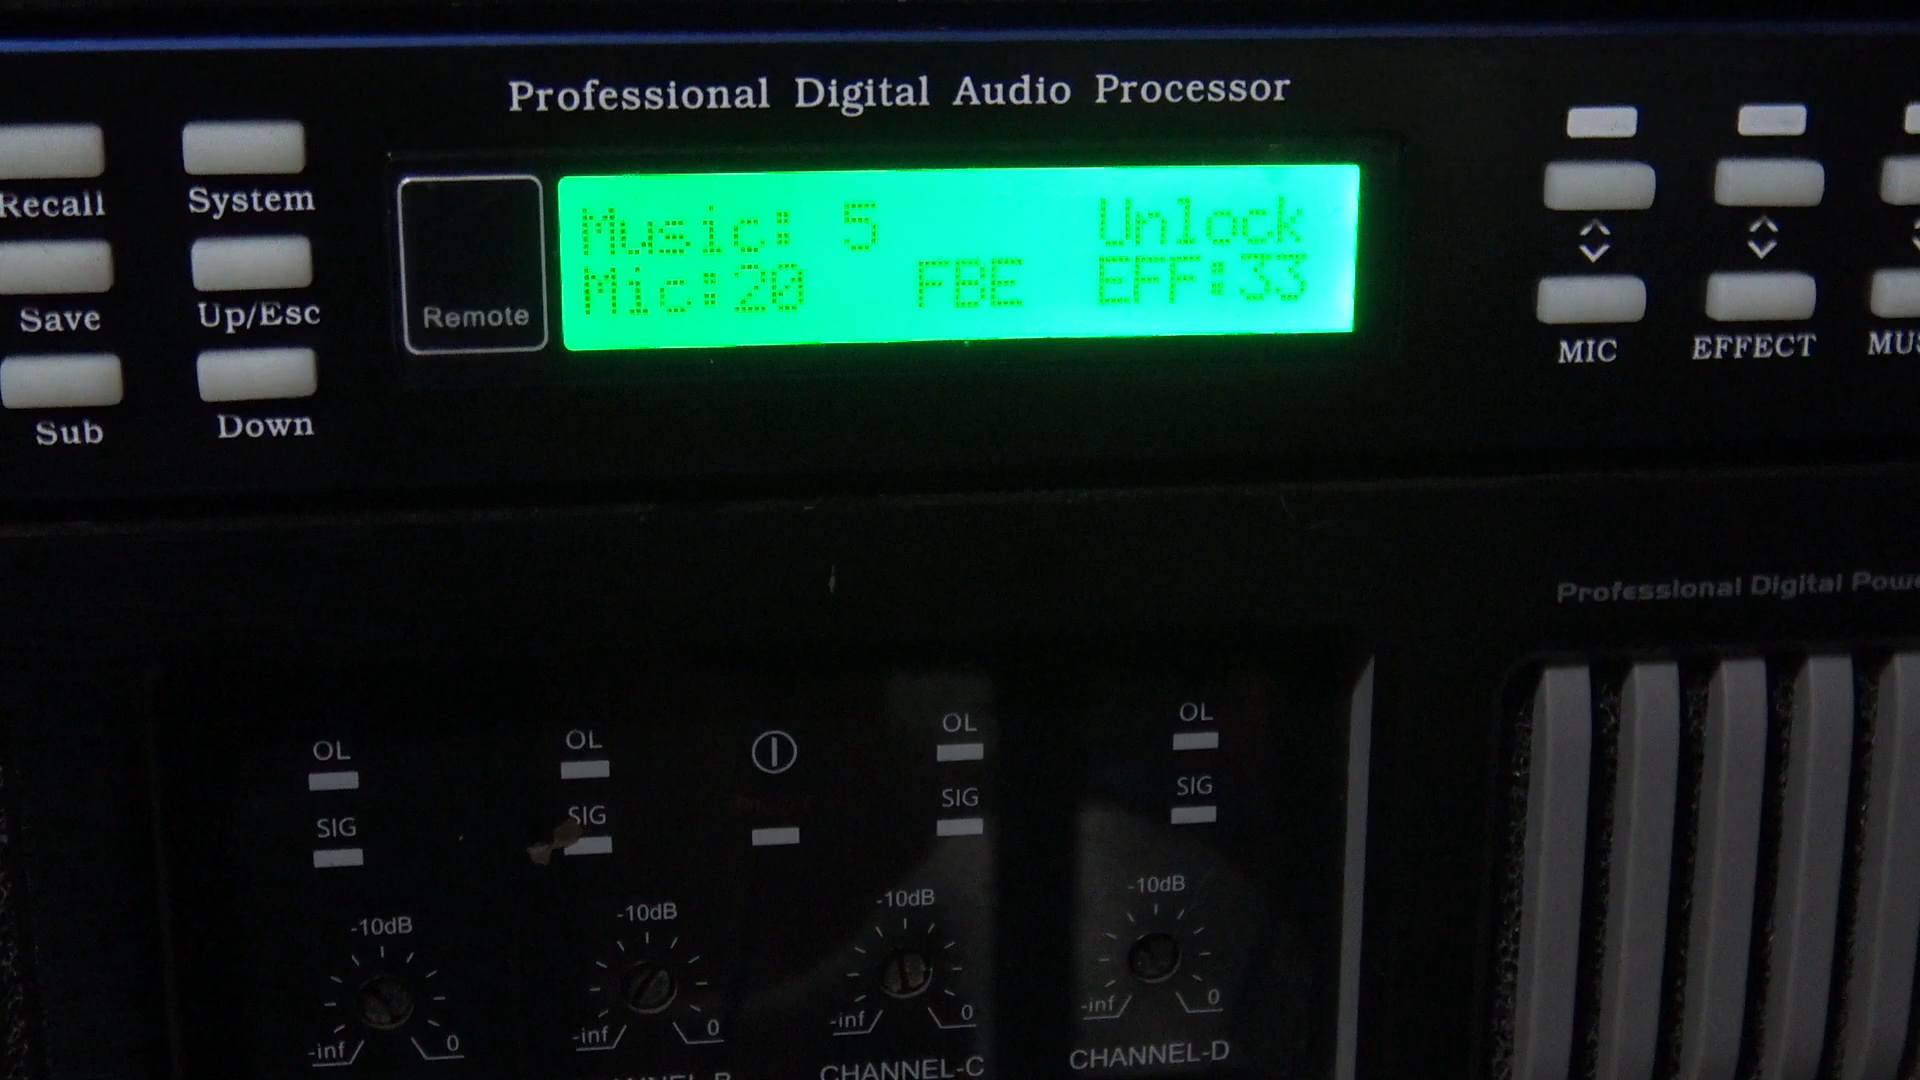 Professional Digital Audio Processor
Recall
System
Save
Up/Esc
Sub
Down
Remote
Music: 5 Unlock
Mic:20 FBE EFF:33
MIC
EFFECT
Professional Digital
OL
SIG
-10dB
-inf
0
OL
SIG
-10dB
-inf
0
OL
SIG
-10dB
-inf
0
CHANNEL-C
OL
SIG
-10dB
-inf
0
CHANNEL-D